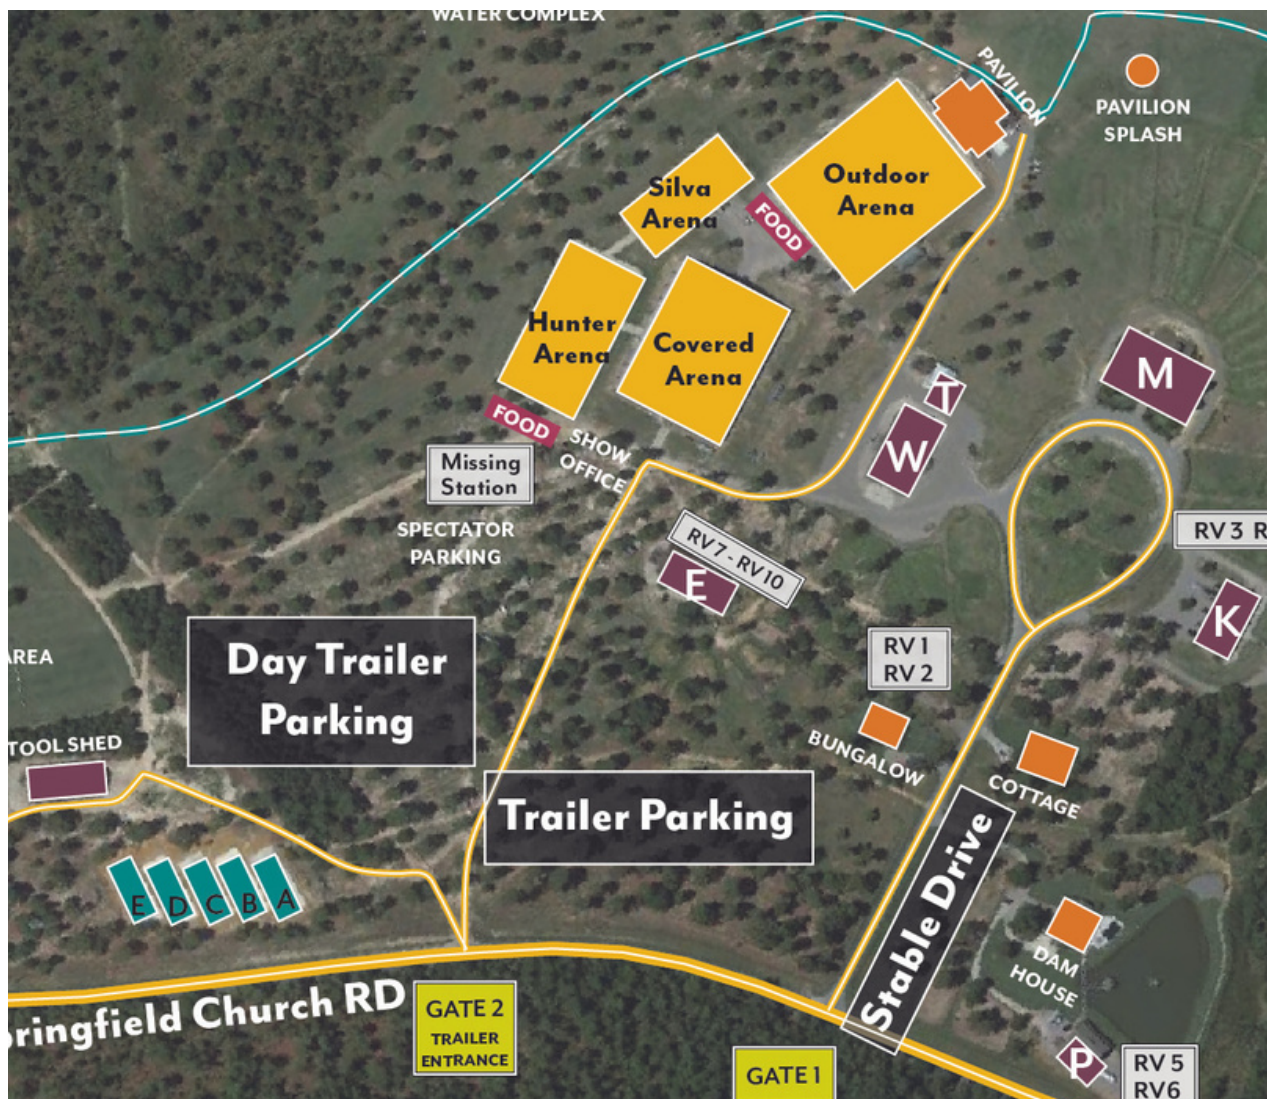 WATER COMPLEX
PAVILION
PAVILION
SPLASH
Outdoor
Arena
Silva
Arena
FOOD
Hunter
Arena
Covered
Arena
M
T
W
FOOD
SHOW
OFFICE
Missing
Station
SPECTATOR
PARKING
RV7 - RV10
E
RV 3 R
K
RV 1
RV 2
AREA
Day Trailer
Parking
BUNGALOW
COTTAGE
TOOL SHED
Trailer Parking
Stable Drive
E D C B A
DAM
HOUSE
pringfield Church RD
GATE 2
TRAILER
ENTRANCE
GATE 1
P
RV 5
RV6